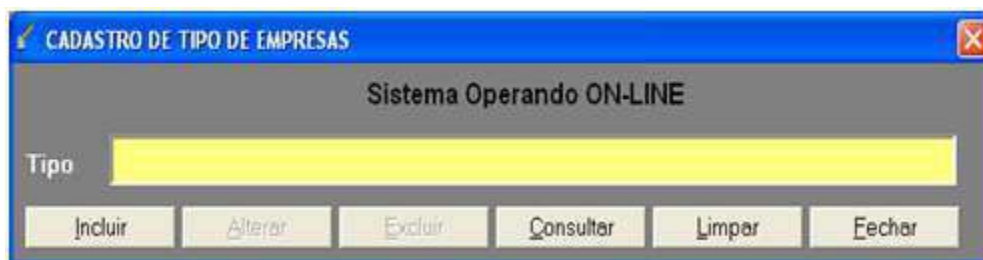 CADASTRO DE TIPO DE EMPRESAS
Sistema Operando ON-LINE
Tipo
Incluir Alterar Excluir Consultar Limpar Fechar